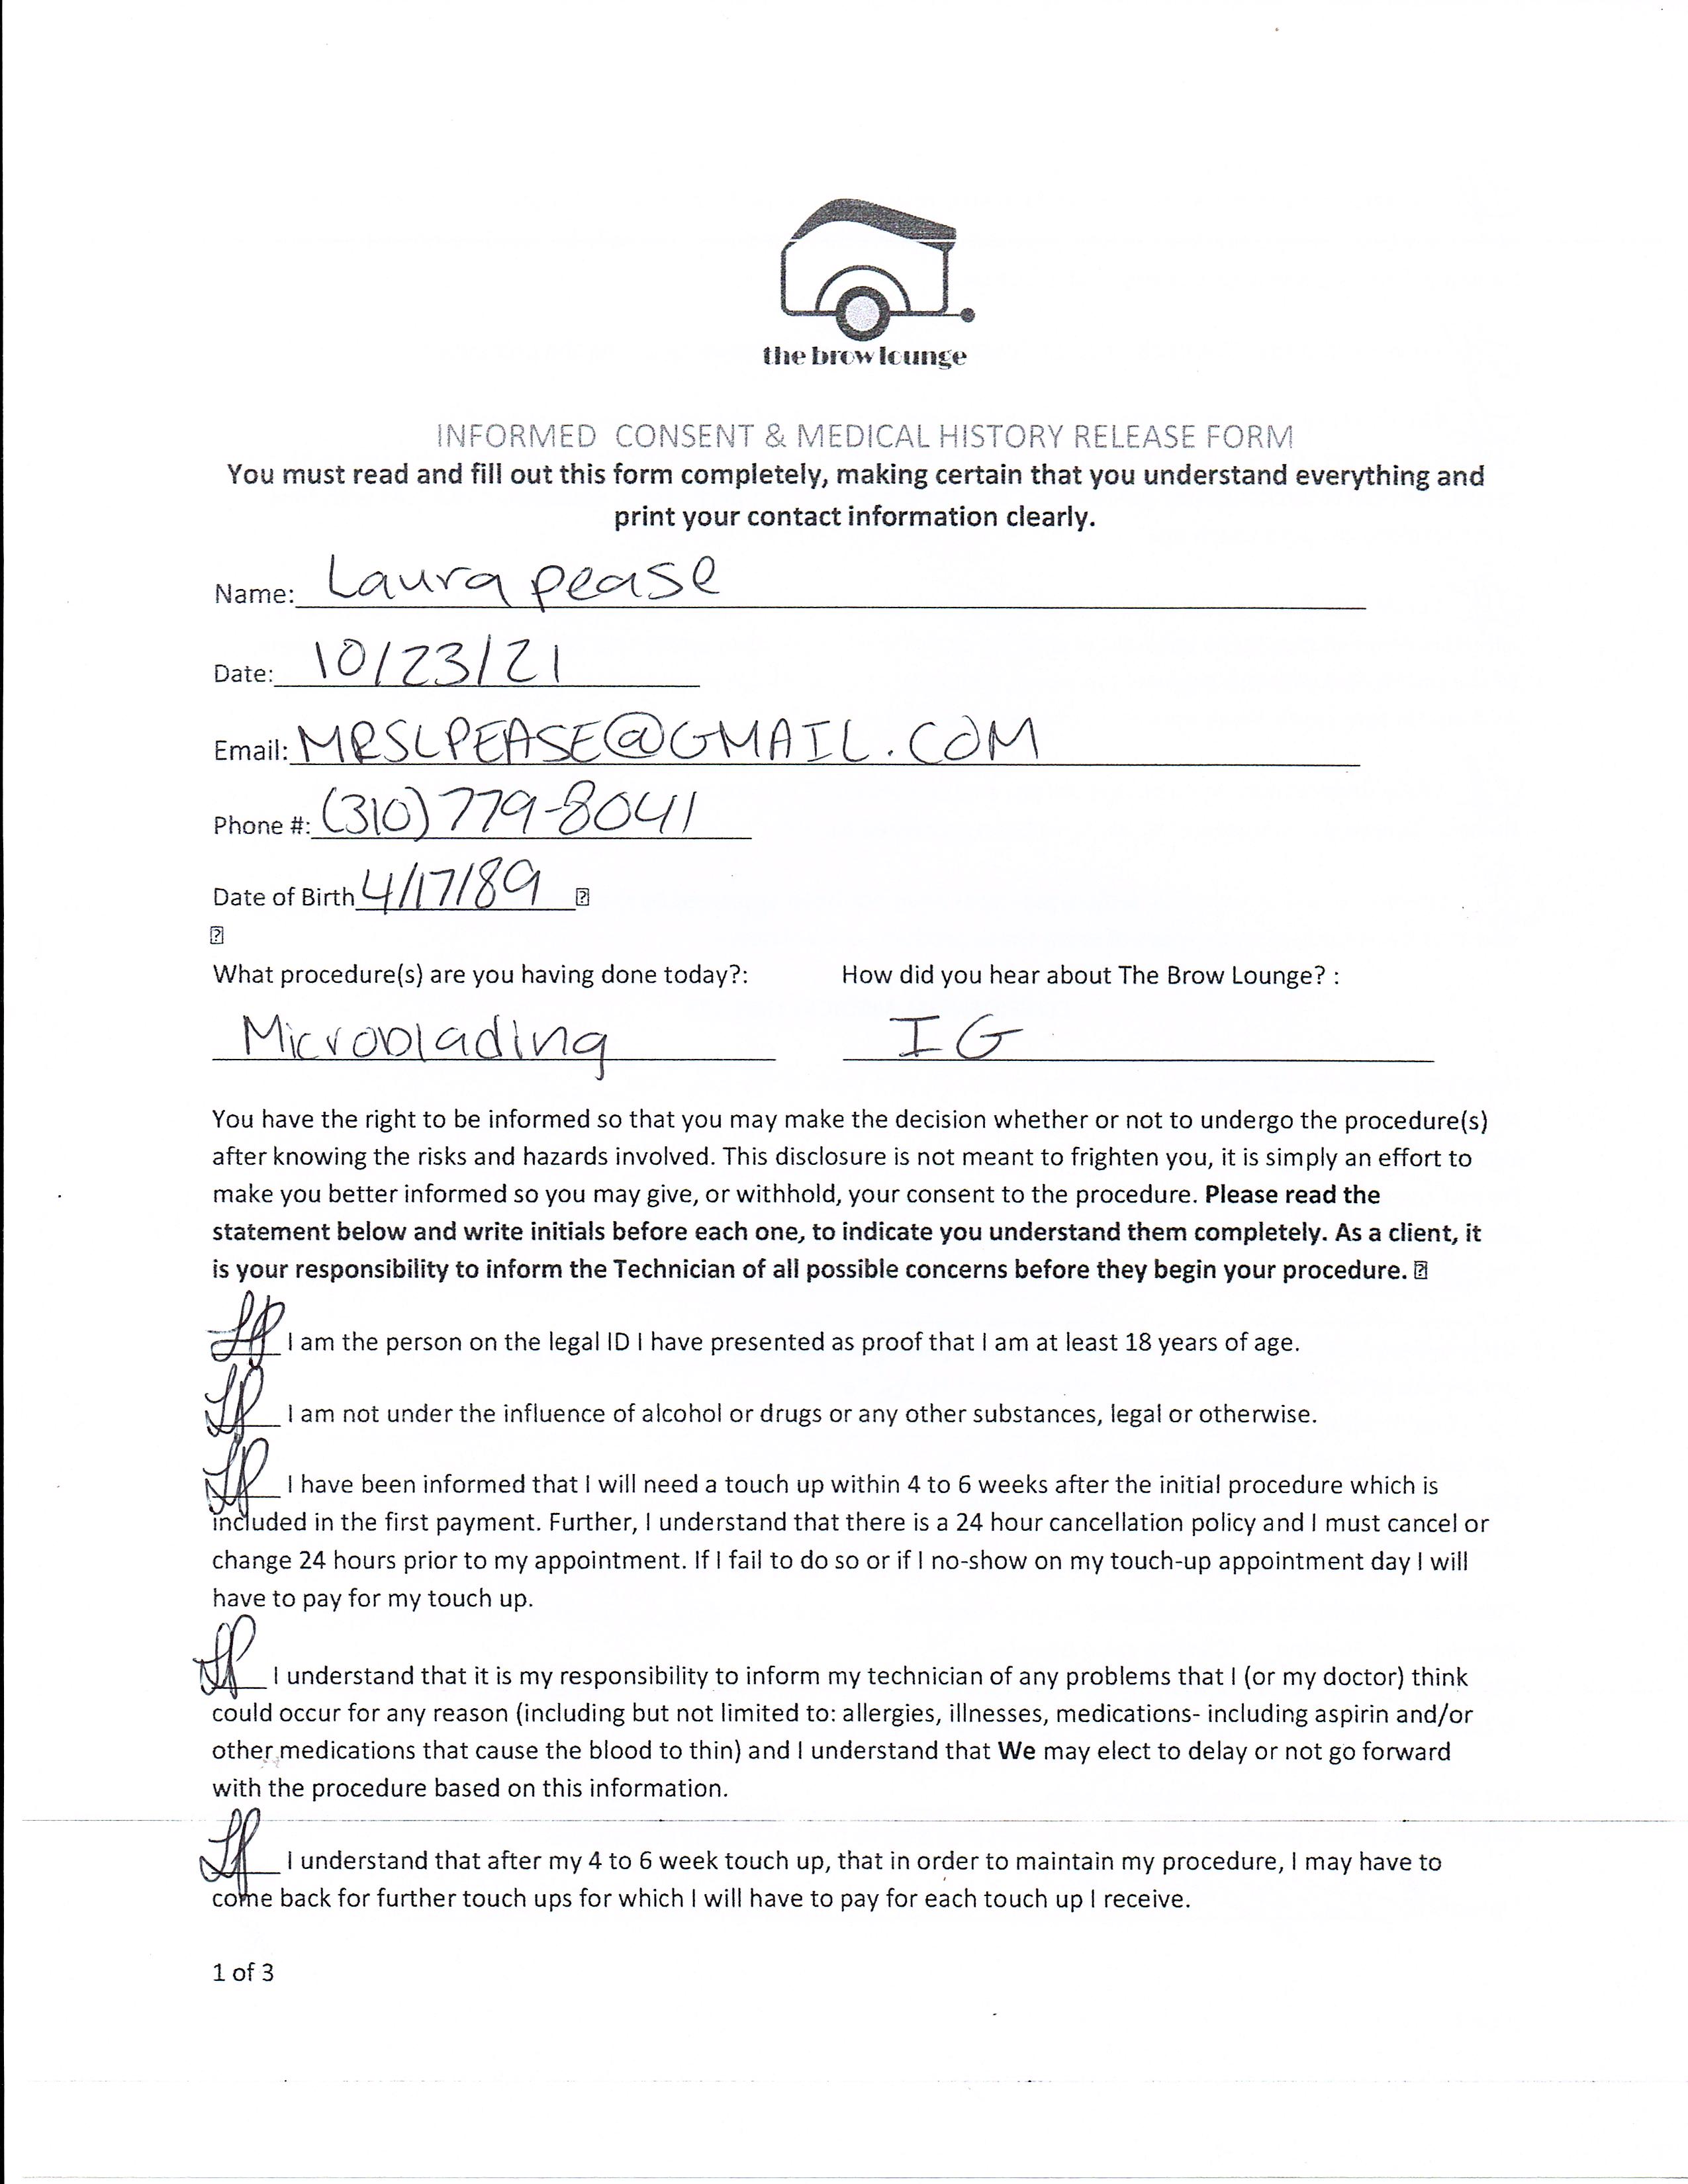 the brow lounge
INFORMED CONSENT & MEDICAL HISTORY RELEASE FORM
You must read and fill out this form completely, making certain that you understand everything and
print your contact information clearly.
Name: Laura pease
Date: 10/23/21
Email: MRSLPEASE@GMAIL.COM
Phone #: (310) 779-8041
Date of Birth 4/17/89
What procedure(s) are you having done today?: How did you hear about The Brow Lounge? :
Microblading IG
You have the right to be informed so that you may make the decision whether or not to undergo the procedure(s)
after knowing the risks and hazards involved. This disclosure is not meant to frighten you, it is simply an effort to
make you better informed so you may give, or withhold, your consent to the procedure. Please read the
statement below and write initials before each one, to indicate you understand them completely. As a client, it
is your responsibility to inform the Technician of all possible concerns before they begin your procedure.
LP I am the person on the legal ID I have presented as proof that I am at least 18 years of age.
LP I am not under the influence of alcohol or drugs or any other substances, legal or otherwise.
LP I have been informed that I will need a touch up within 4 to 6 weeks after the initial procedure which is
included in the first payment. Further, I understand that there is a 24 hour cancellation policy and I must cancel or
change 24 hours prior to my appointment. If I fail to do so or if I no-show on my touch-up appointment day I will
have to pay for my touch up.
LP I understand that it is my responsibility to inform my technician of any problems that I (or my doctor) think
could occur for any reason (including but not limited to: allergies, illnesses, medications- including aspirin and/or
other medications that cause the blood to thin) and I understand that We may elect to delay or not go forward
with the procedure based on this information.
LP I understand that after my 4 to 6 week touch up, that in order to maintain my procedure, I may have to
come back for further touch ups for which I will have to pay for each touch up I receive.
1 of 3